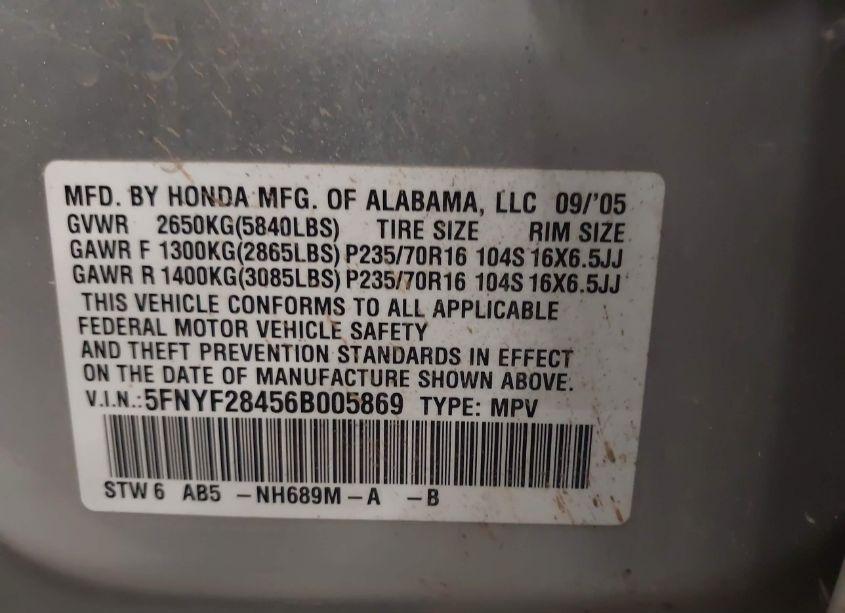 MFD. BY HONDA MFG. OF ALABAMA, LLC 09/'05
GVWR 2650KG(5840LBS) TIRE SIZE RIM SIZE
GAWR F 1300KG(2865LBS) P235/70R16 104S 16X6.5JJ
GAWR R 1400KG(3085LBS) P235/70R16 104S 16X6.5JJ
THIS VEHICLE CONFORMS TO ALL APPLICABLE
FEDERAL MOTOR VEHICLE SAFETY
AND THEFT PREVENTION STANDARDS IN EFFECT
ON THE DATE OF MANUFACTURE SHOWN ABOVE.
V.I.N.:5FNYF28456B005869 TYPE: MPV
STW 6 AB5 -NH689M-A -B